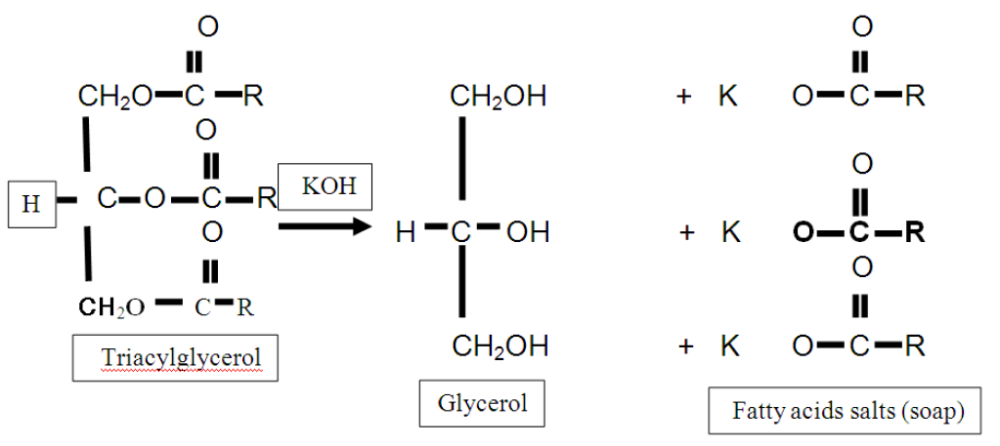 O O
CH₂O C R CH₂OH + K O C R
O O
H C O C R KOH
O H C OH + K O C R
O
CH₂O C R
CH₂OH + K O C R
Triacylglycerol
Glycerol Fatty acids salts (soap)